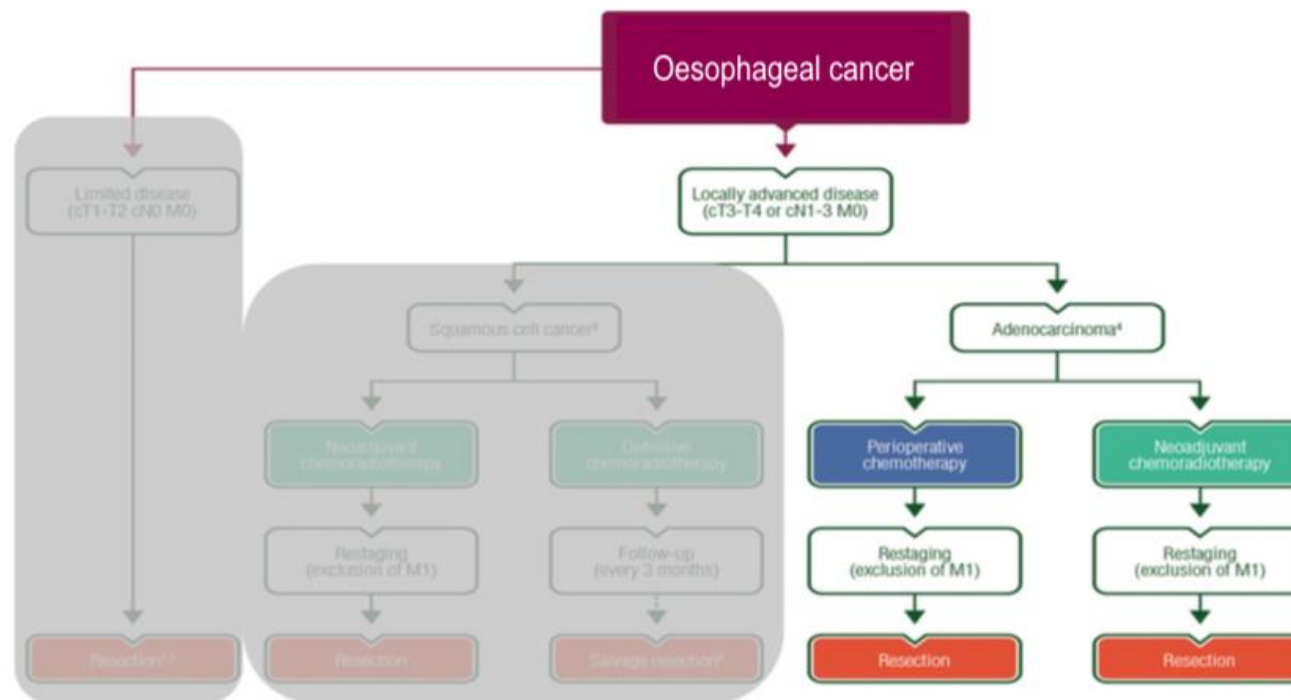 Oesophageal cancer
Limited disease
(cT1-T2 cN0 M0)
Locally advanced disease
(cT3-T4 or cN1-3 M0)
Squamous cell cancer
Adenocarcinoma⁴
Neoadjuvant
chemoradiotherapy
Definitive
chemoradiotherapy
Perioperative
chemotherapy
Neoadjuvant
chemoradiotherapy
Restaging
(exclusion of M1)
Follow-up
(every 3 months)
Restaging
(exclusion of M1)
Restaging
(exclusion of M1)
Resection
Resection
Salvage resection
Resection
Resection